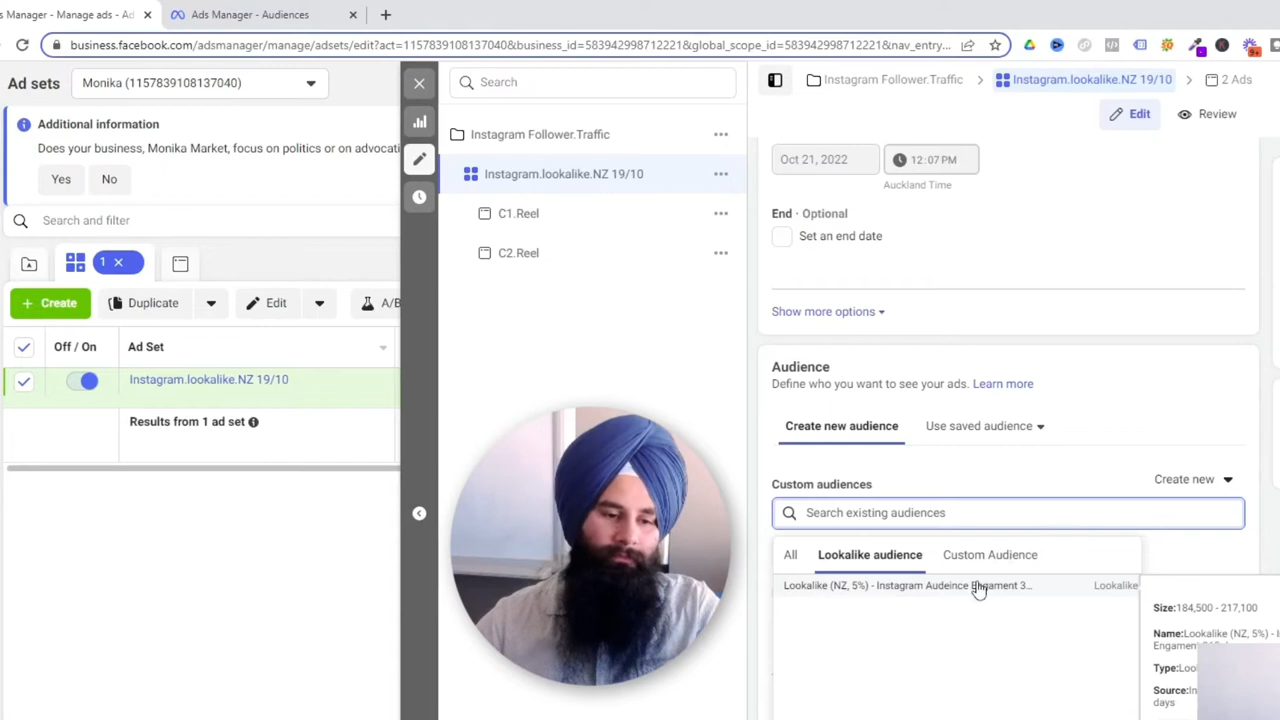 s Manager - Manage ads - Ad
Ads Manager - Audiences
business.facebook.com/adsmanager/manage/adsets/edit?act=1157839108137040&business_id=583942998712221&global_scope_id=583942998712221&nav_entry...
9+
Ad sets
Monika (1157839108137040)
Additional information
Does your business, Monika Market, focus on politics or on advocati
Yes
No
Search and filter
1
Create
Duplicate
Edit
A/B
Off / On
Ad Set
Instagram.lookalike.NZ 19/10
Results from 1 ad set
Search
Instagram Follower.Traffic
Instagram.lookalike.NZ 19/10
C1.Reel
C2.Reel
Instagram Follower.Traffic
Instagram.lookalike.NZ 19/10
2 Ads
Edit
Review
Oct 21, 2022
12:07 PM
Auckland Time
End · Optional
Set an end date
Show more options
Audience
Define who you want to see your ads. Learn more
Create new audience
Use saved audience
Custom audiences
Create new
Search existing audiences
All
Lookalike audience
Custom Audience
Lookalike (NZ, 5%) - Instagram Audeince Engament 3...
Lookalike
Size:184,500 - 217,100
Name:Lookalike (NZ, 5%) - I
Engament
Type:Loo
Source:In
days